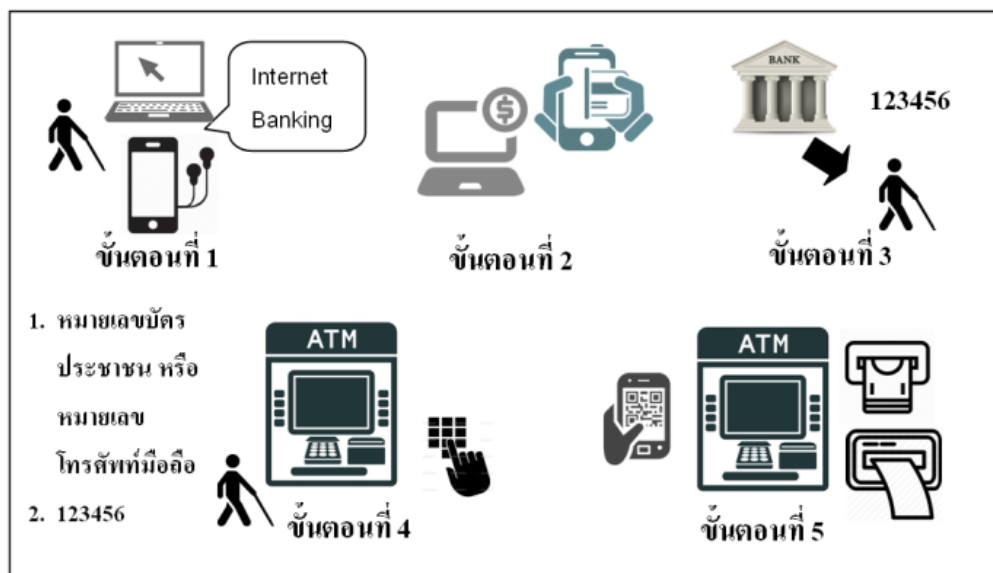 Internet
Banking
BANK
123456
ขั้นตอนที่ 1
ขั้นตอนที่ 2
ขั้นตอนที่ 3
1. หมายเลขบัตร
ประชาชน หรือ
หมายเลข
โทรศัพท์มือถือ
2. 123456
ATM
ขั้นตอนที่ 4
ATM
ขั้นตอนที่ 5